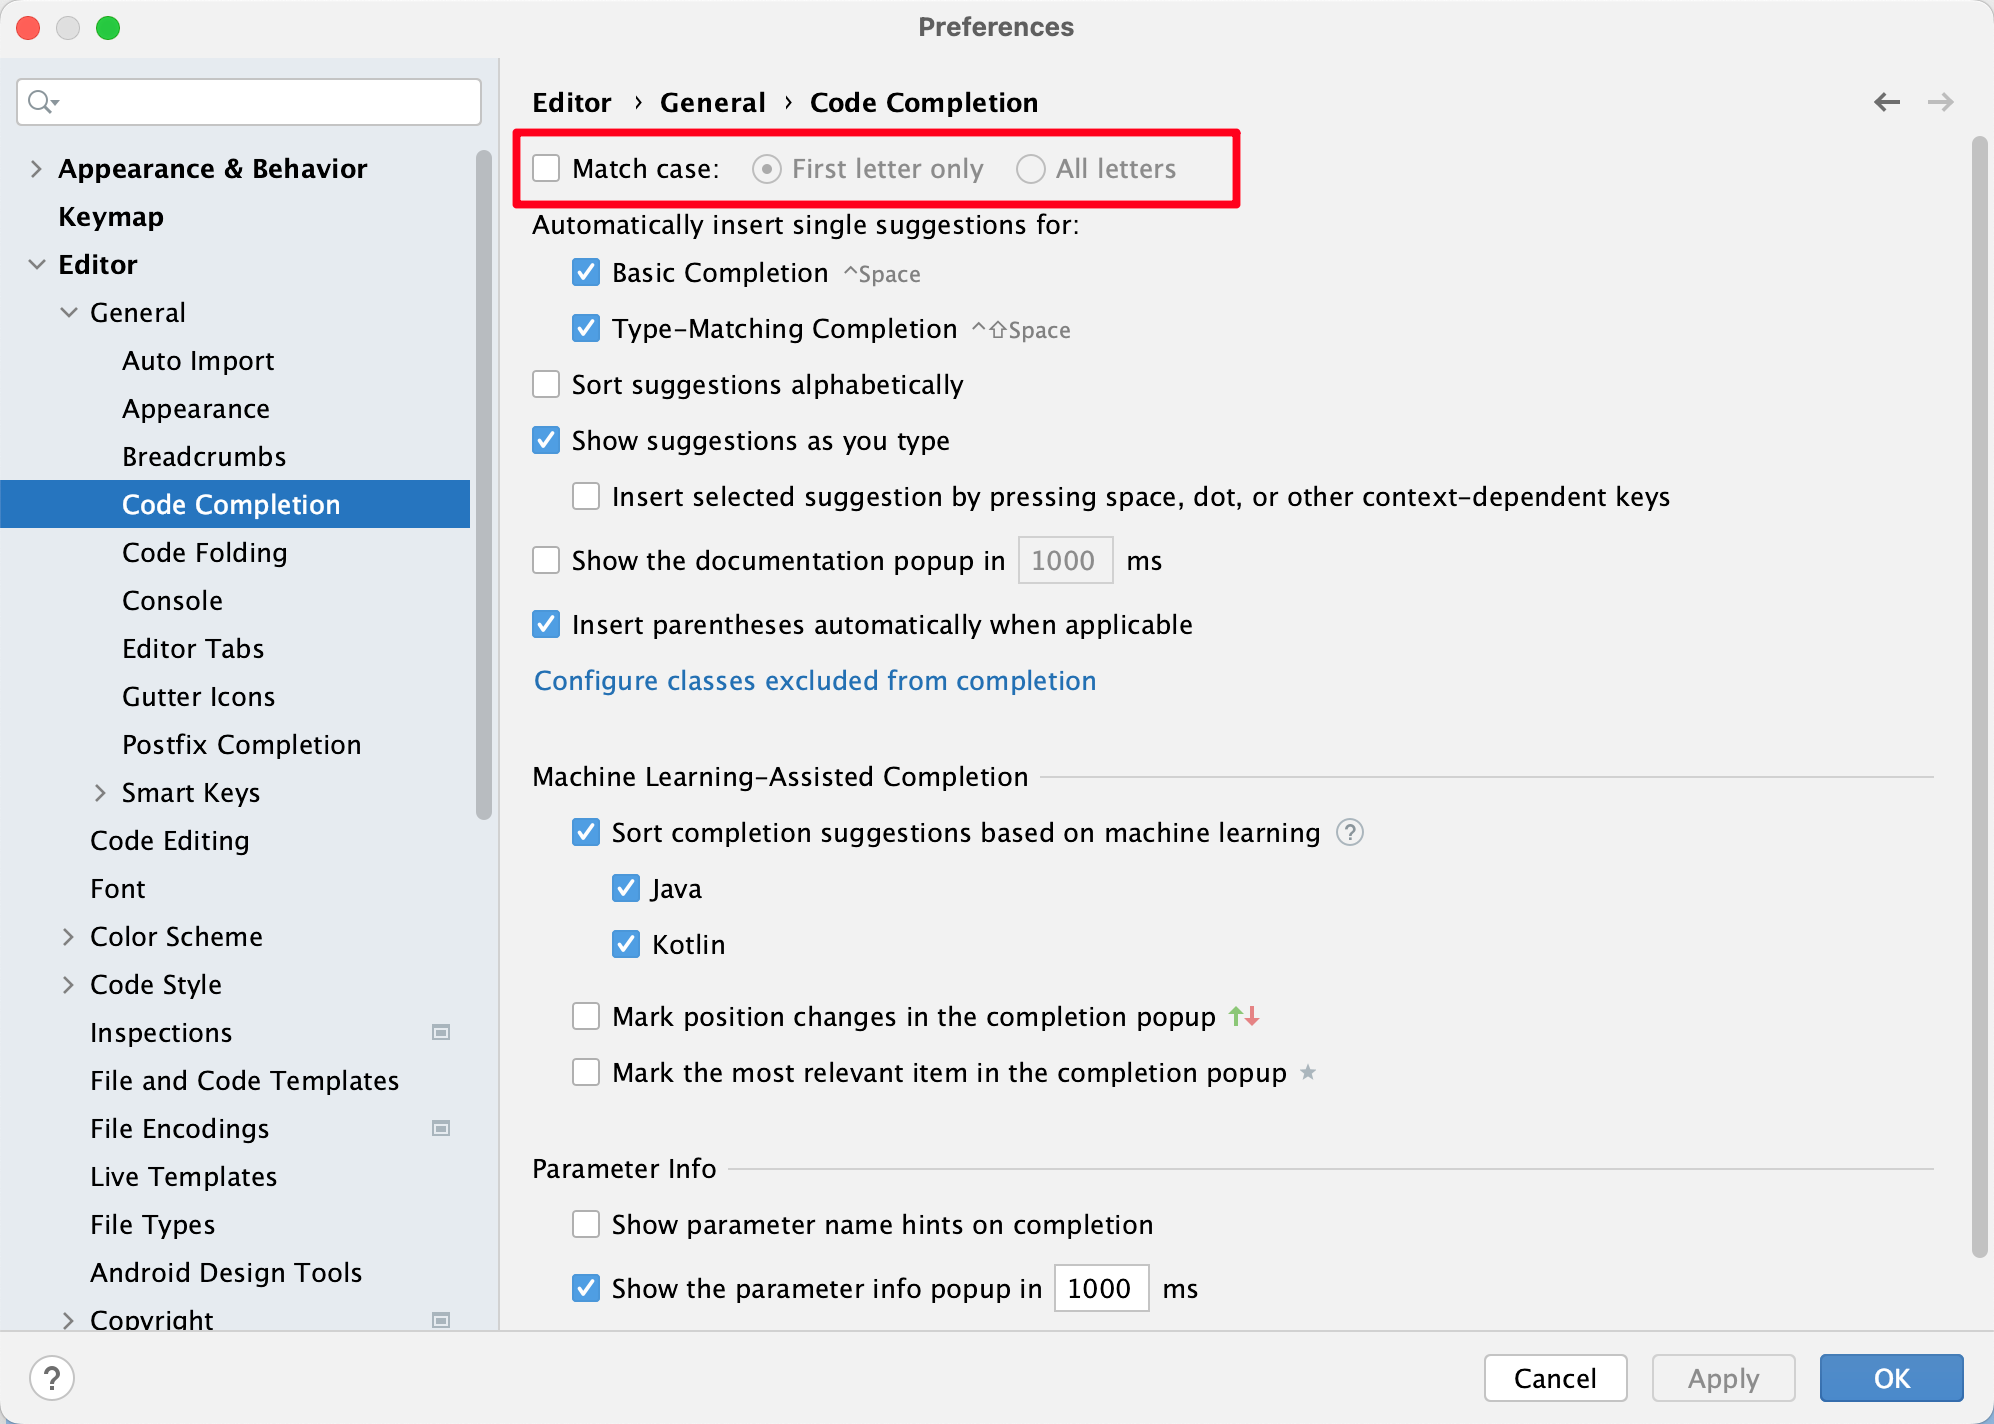 Preferences
Appearance & Behavior
Keymap
Editor
General
Auto Import
Appearance
Breadcrumbs
Code Completion
Code Folding
Console
Editor Tabs
Gutter Icons
Postfix Completion
Smart Keys
Code Editing
Font
Color Scheme
Code Style
Inspections
File and Code Templates
File Encodings
Live Templates
File Types
Android Design Tools
Copyright
Editor › General › Code Completion
Match case: First letter only All letters
Automatically insert single suggestions for:
Basic Completion ^Space
Type-Matching Completion ^⇧Space
Sort suggestions alphabetically
Show suggestions as you type
Insert selected suggestion by pressing space, dot, or other context-dependent keys
Show the documentation popup in 1000 ms
Insert parentheses automatically when applicable
Configure classes excluded from completion
Machine Learning-Assisted Completion
Sort completion suggestions based on machine learning ?
Java
Kotlin
Mark position changes in the completion popup
Mark the most relevant item in the completion popup
Parameter Info
Show parameter name hints on completion
Show the parameter info popup in 1000 ms
? Cancel Apply OK